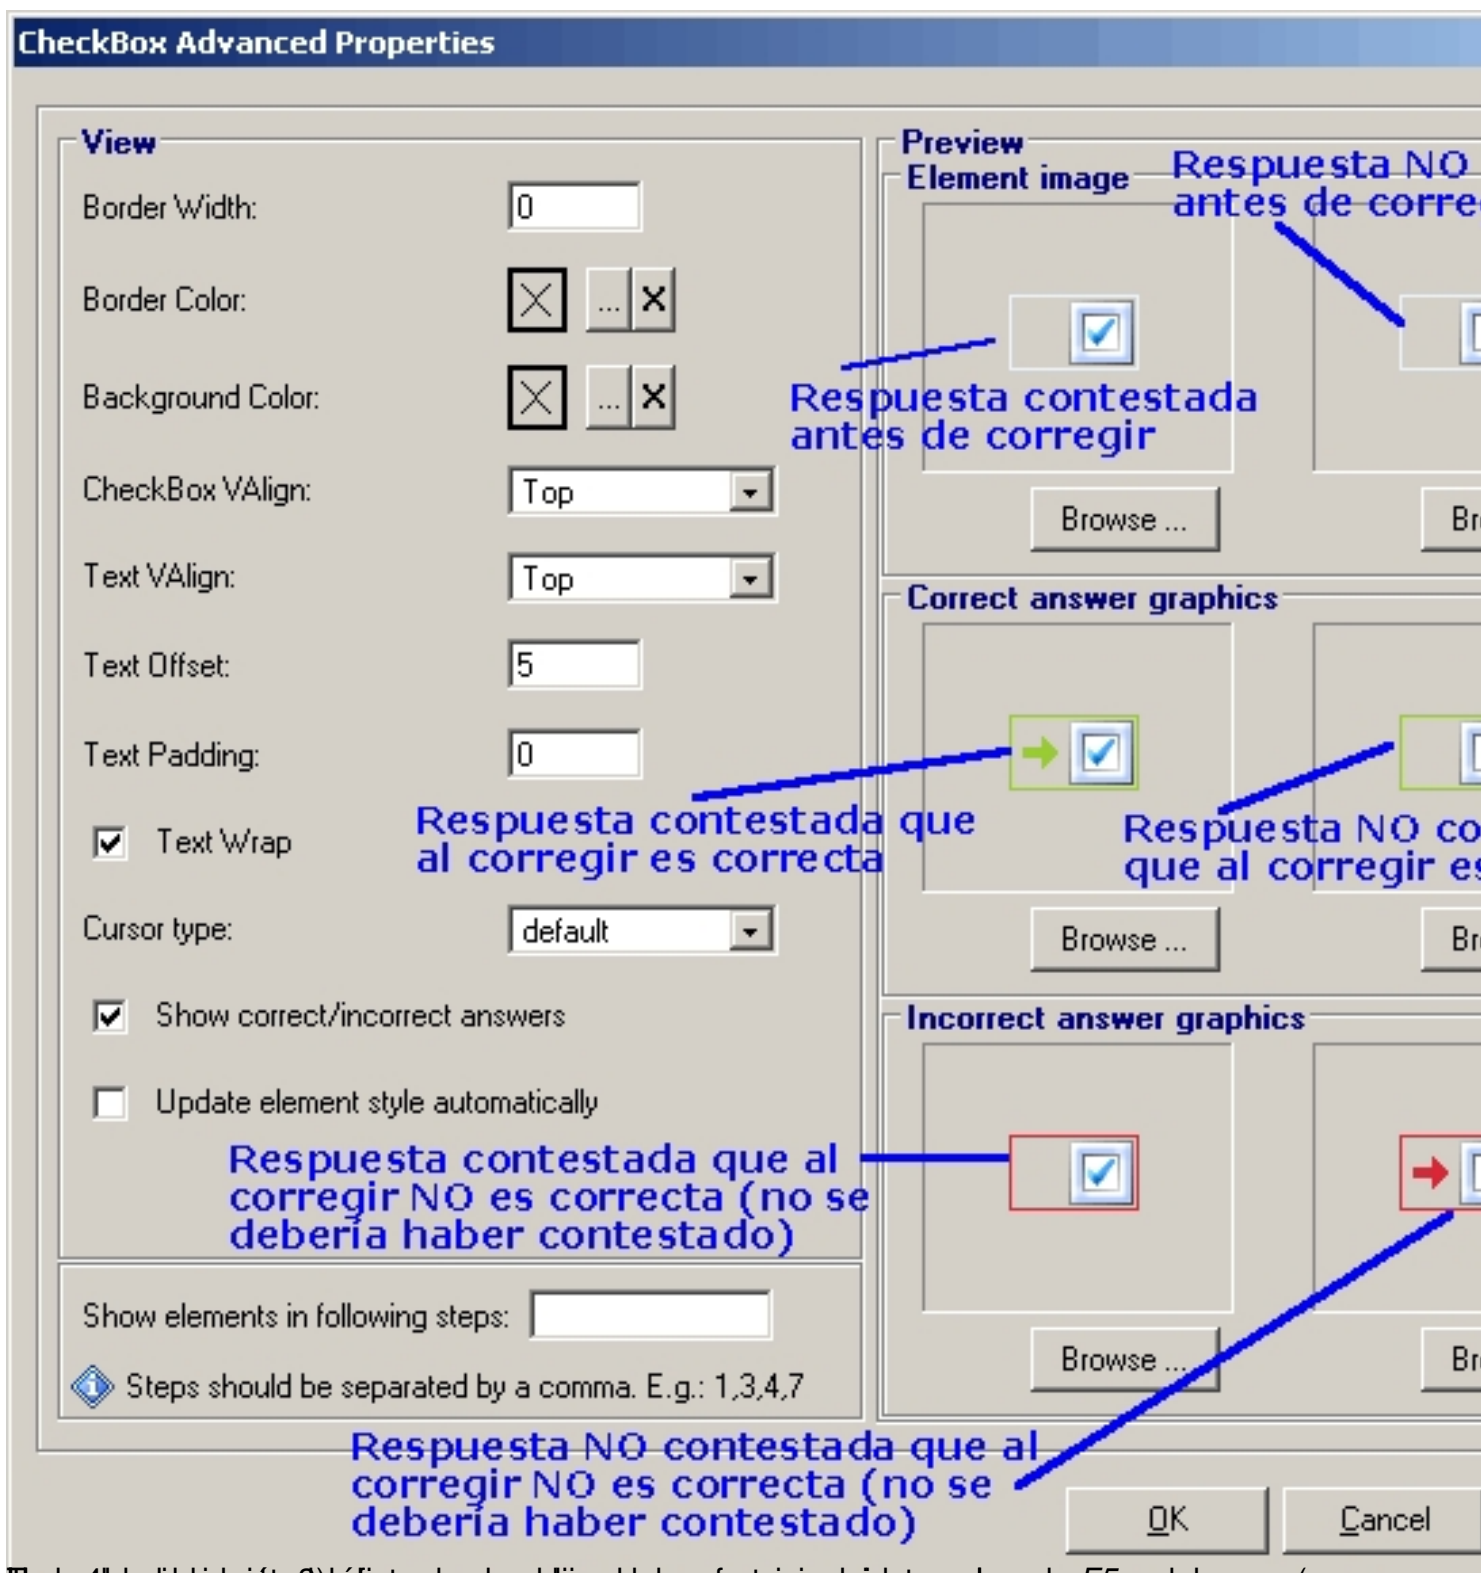 CheckBox Advanced Properties
View
Border Width:
0
Border Color:
...
Background Color:
...
CheckBox VAlign:
Top
Text VAlign:
Top
Text Offset:
5
Text Padding:
0
Text Wrap
Cursor type:
default
Show correct/incorrect answers
Update element style automatically
Show elements in following steps:
Steps should be separated by a comma. E.g.: 1,3,4,7
Preview
Element image
Respuesta NO
antes de
Respuesta contestada
antes de corregir
Browse ...
Correct answer graphics
Respuesta contestada que
al corregir es correcta
Respuesta NO
que al corregir
Browse ...
Incorrect answer graphics
Respuesta contestada que al
corregir NO es correcta (no se
debería haber contestado)
Browse ...
Respuesta NO contestada que al
corregir NO es correcta (no se
debería haber contestado)
OK
Cancel